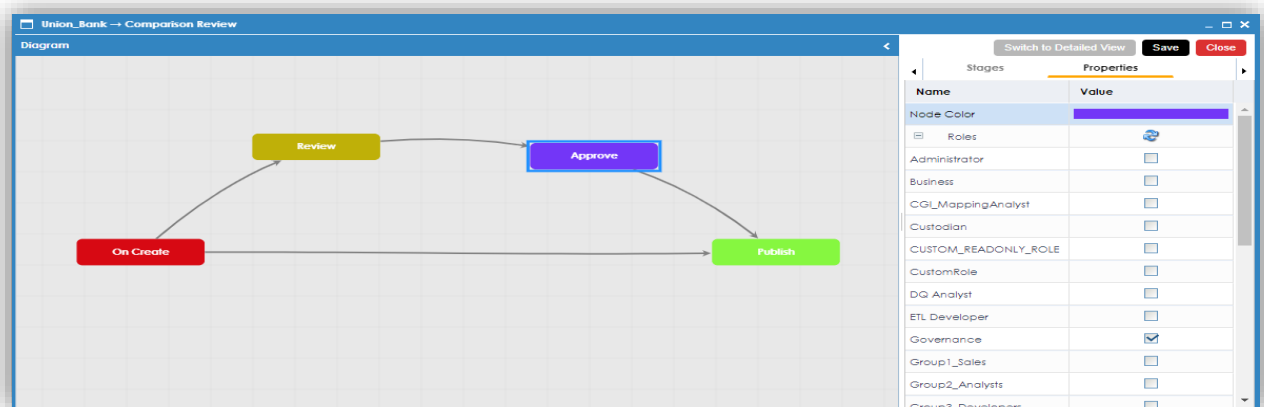 Union_Bank → Comparison Review
Diagram
Switch to Detailed View Save Close
Stages Properties
Name Value
Node Color
Roles
Administrator
Business
CGI_MappingAnalyst
Custodian
CUSTOM_READONLY_ROLE
CustomRole
DQ Analyst
ETL Developer
Governance
Group1_Sales
Group2_Analysts
Group3_Developers
Review
Approve
On Create
Publish